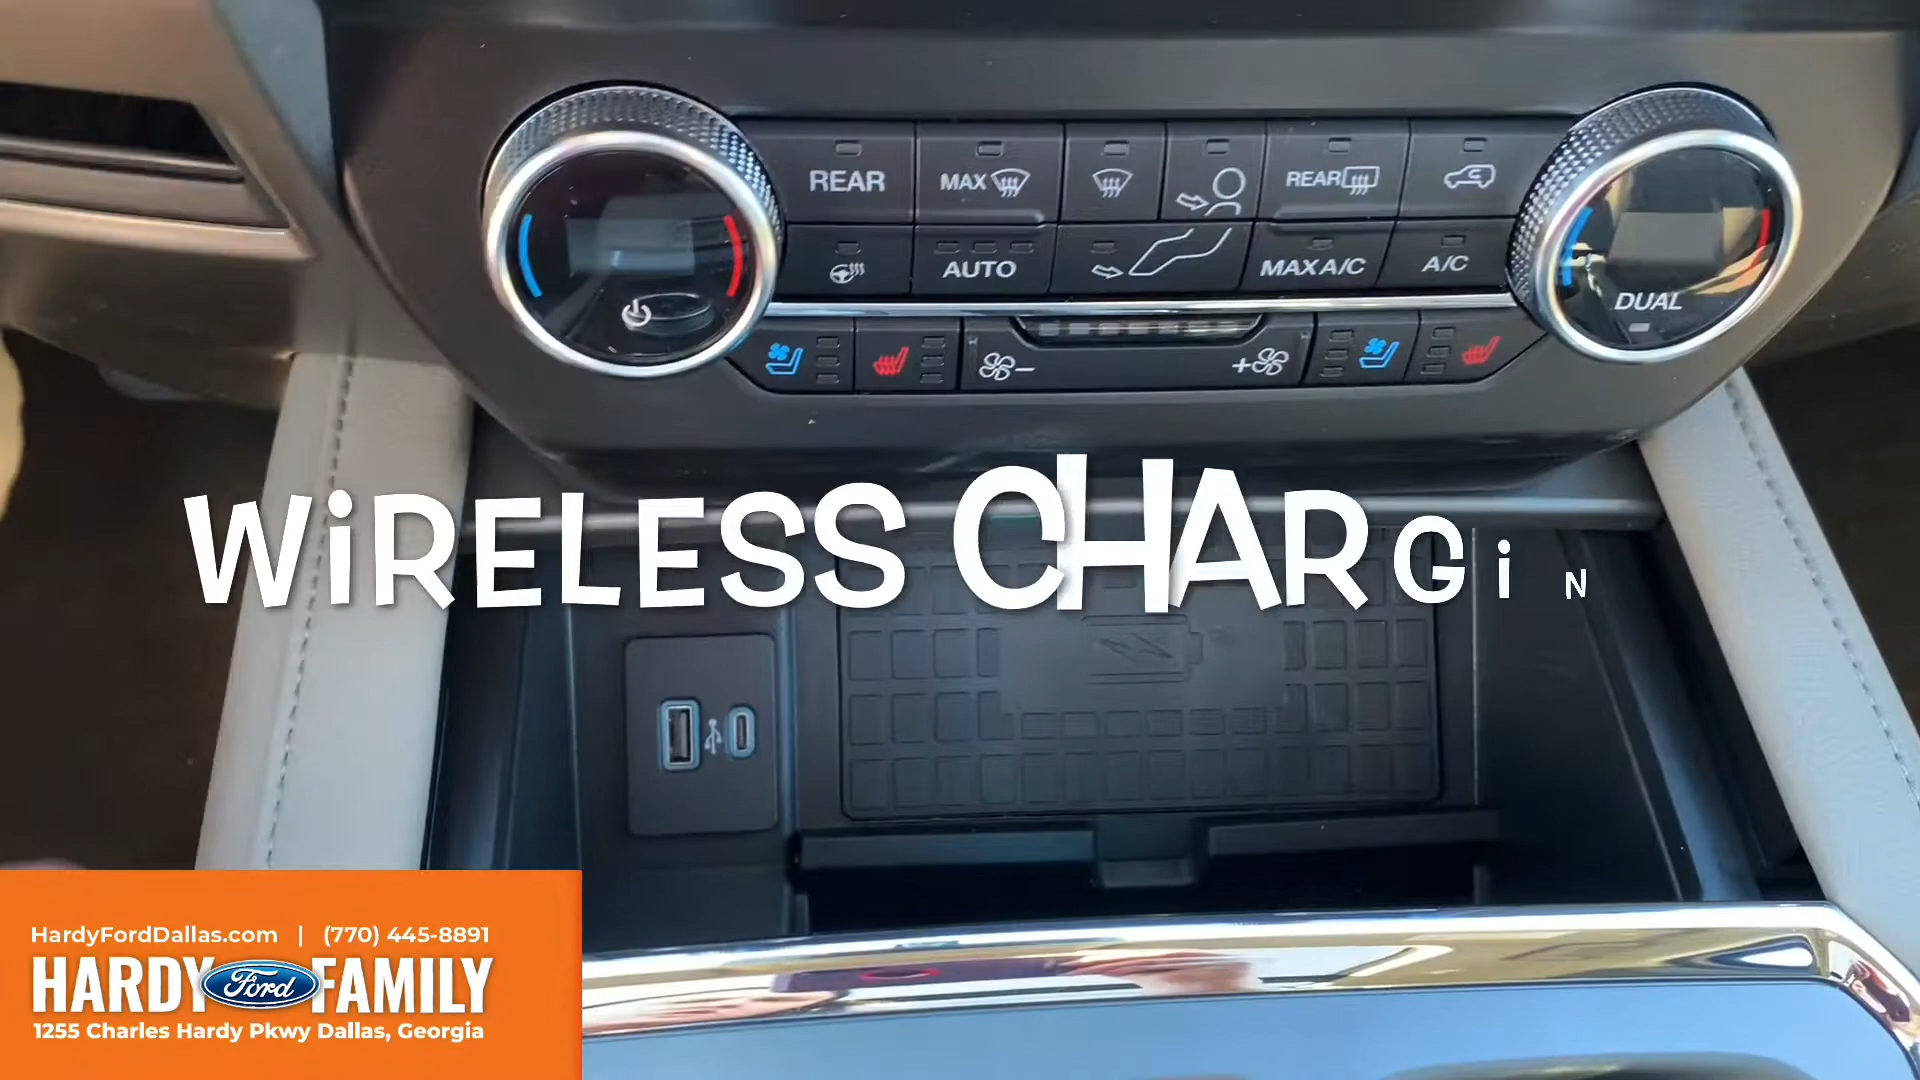 REAR MAX REAR
AUTO MAX A/C A/C
DUAL
- +
WiRELESS CHARGiN
HardyFordDallas.com | (770) 445-8891
HARDY Ford FAMILY
1255 Charles Hardy Pkwy Dallas, Georgia